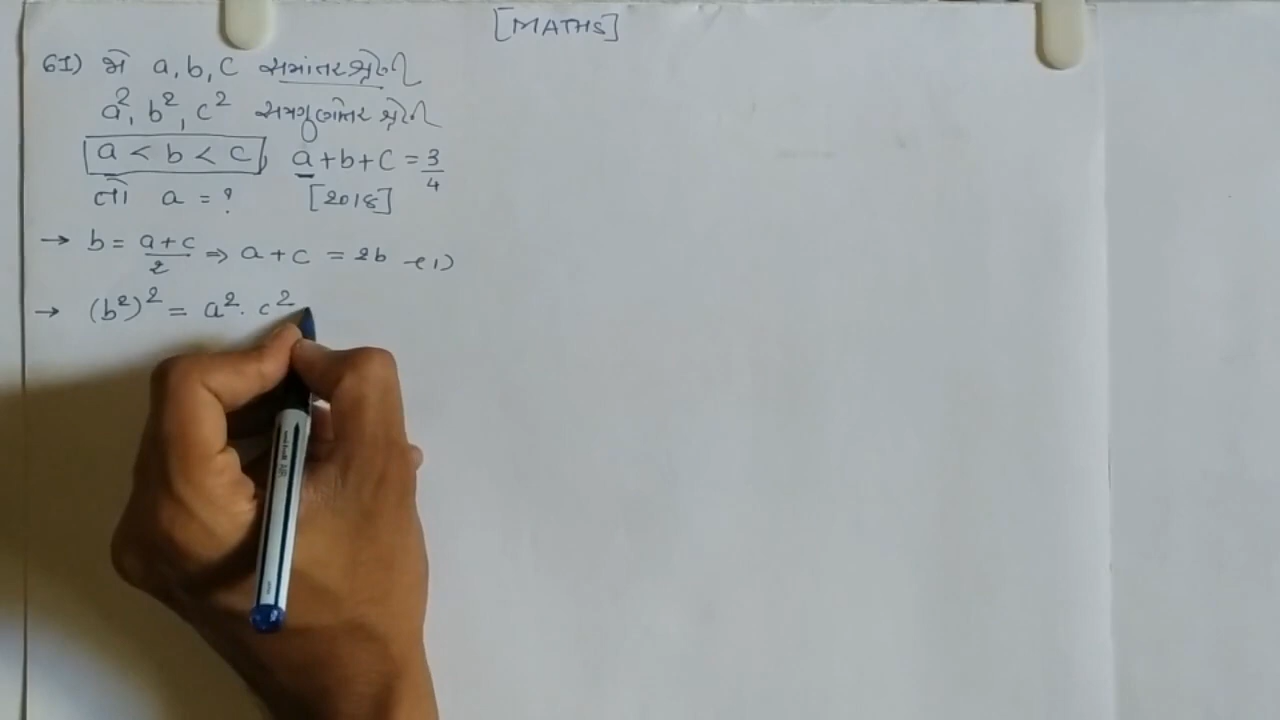 [MATHS]
61) જો a, b, c સમાંતર શ્રેણી
a², b², c² સમગુણોત્તર શ્રેણી
a < b < c, a + b + c = 3/4
તો a = ? [2018]
→ b = a + c / 2 ⇒ a + c = 2b –(1)
→ (b²)² = a² · c²